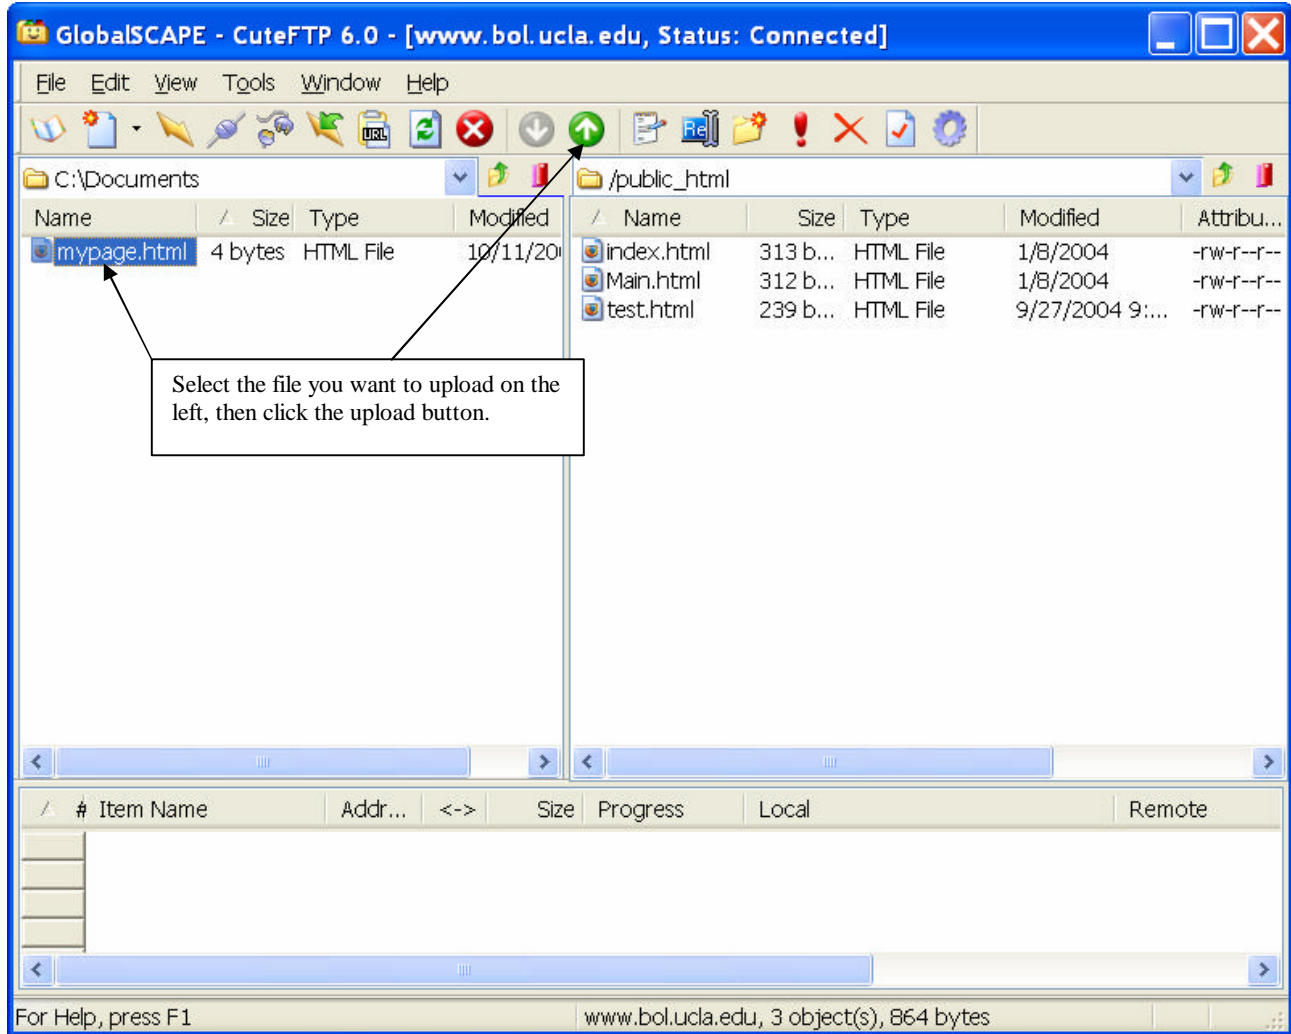 GlobalSCAPE - CuteFTP 6.0 - [www.bol.ucla.edu, Status: Connected]
File Edit View Tools Window Help
URL
Re
C:\Documents
/public_html
Name Size Type Modified
Name Size Type Modified Attribu...
mypage.html 4 bytes HTML File 10/11/20
index.html 313 b... HTML File 1/8/2004 -rw-r--r--
Main.html 312 b... HTML File 1/8/2004 -rw-r--r--
test.html 239 b... HTML File 9/27/2004 9:... -rw-r--r--
Select the file you want to upload on the
left, then click the upload button.
# Item Name Addr... <-> Size Progress Local Remote
For Help, press F1
www.bol.ucla.edu, 3 object(s), 864 bytes